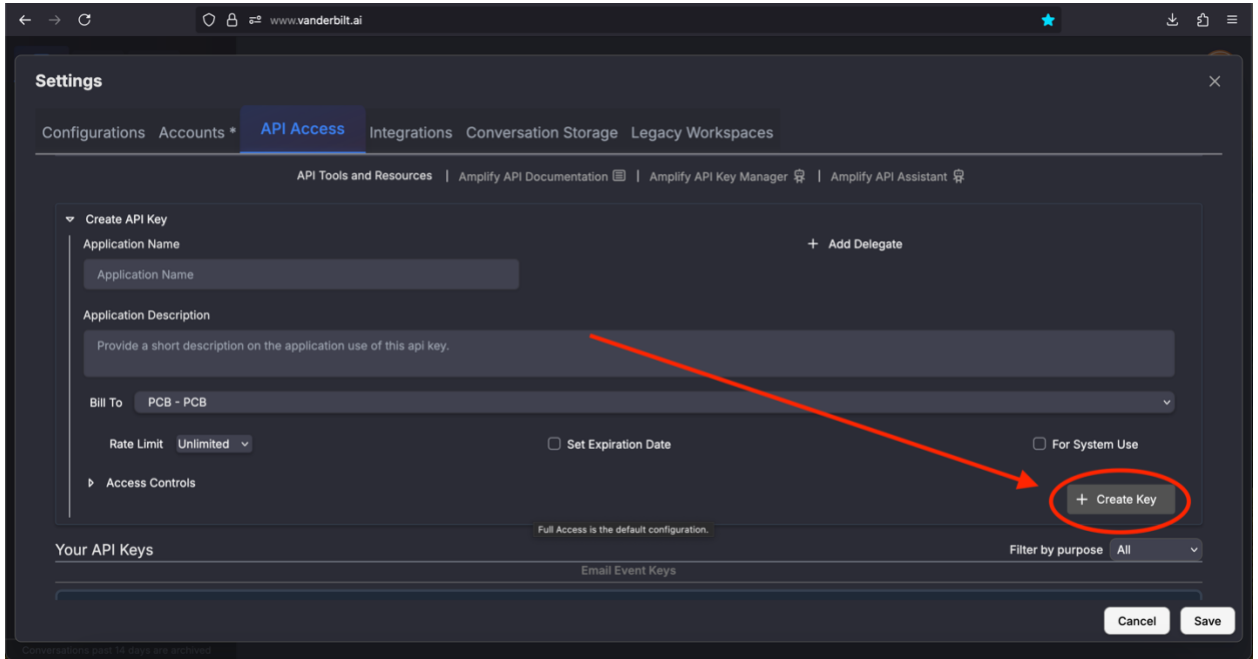 www.vanderbilt.ai
Settings
Configurations Accounts * API Access Integrations Conversation Storage Legacy Workspaces
API Tools and Resources | Amplify API Documentation | Amplify API Key Manager | Amplify API Assistant
Create API Key
Application Name + Add Delegate
Application Name
Application Description
Provide a short description on the application use of this api key.
Bill To PCB - PCB
Rate Limit Unlimited Set Expiration Date For System Use
Access Controls
+ Create Key
Full Access is the default configuration.
Your API Keys Filter by purpose All
Email Event Keys
Cancel Save
Conversations past 14 days are archived